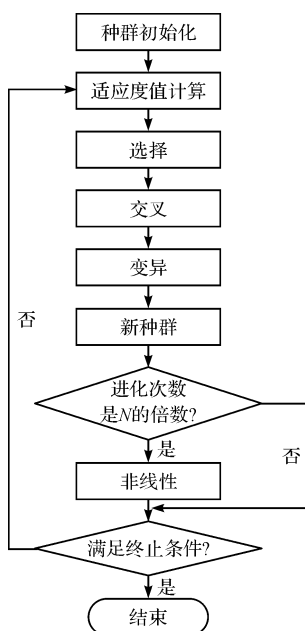 种群初始化
适应度值计算
选择
交叉
变异
新种群
否
进化次数
是N的倍数?
是
否
非线性
满足终止条件?
是
结束